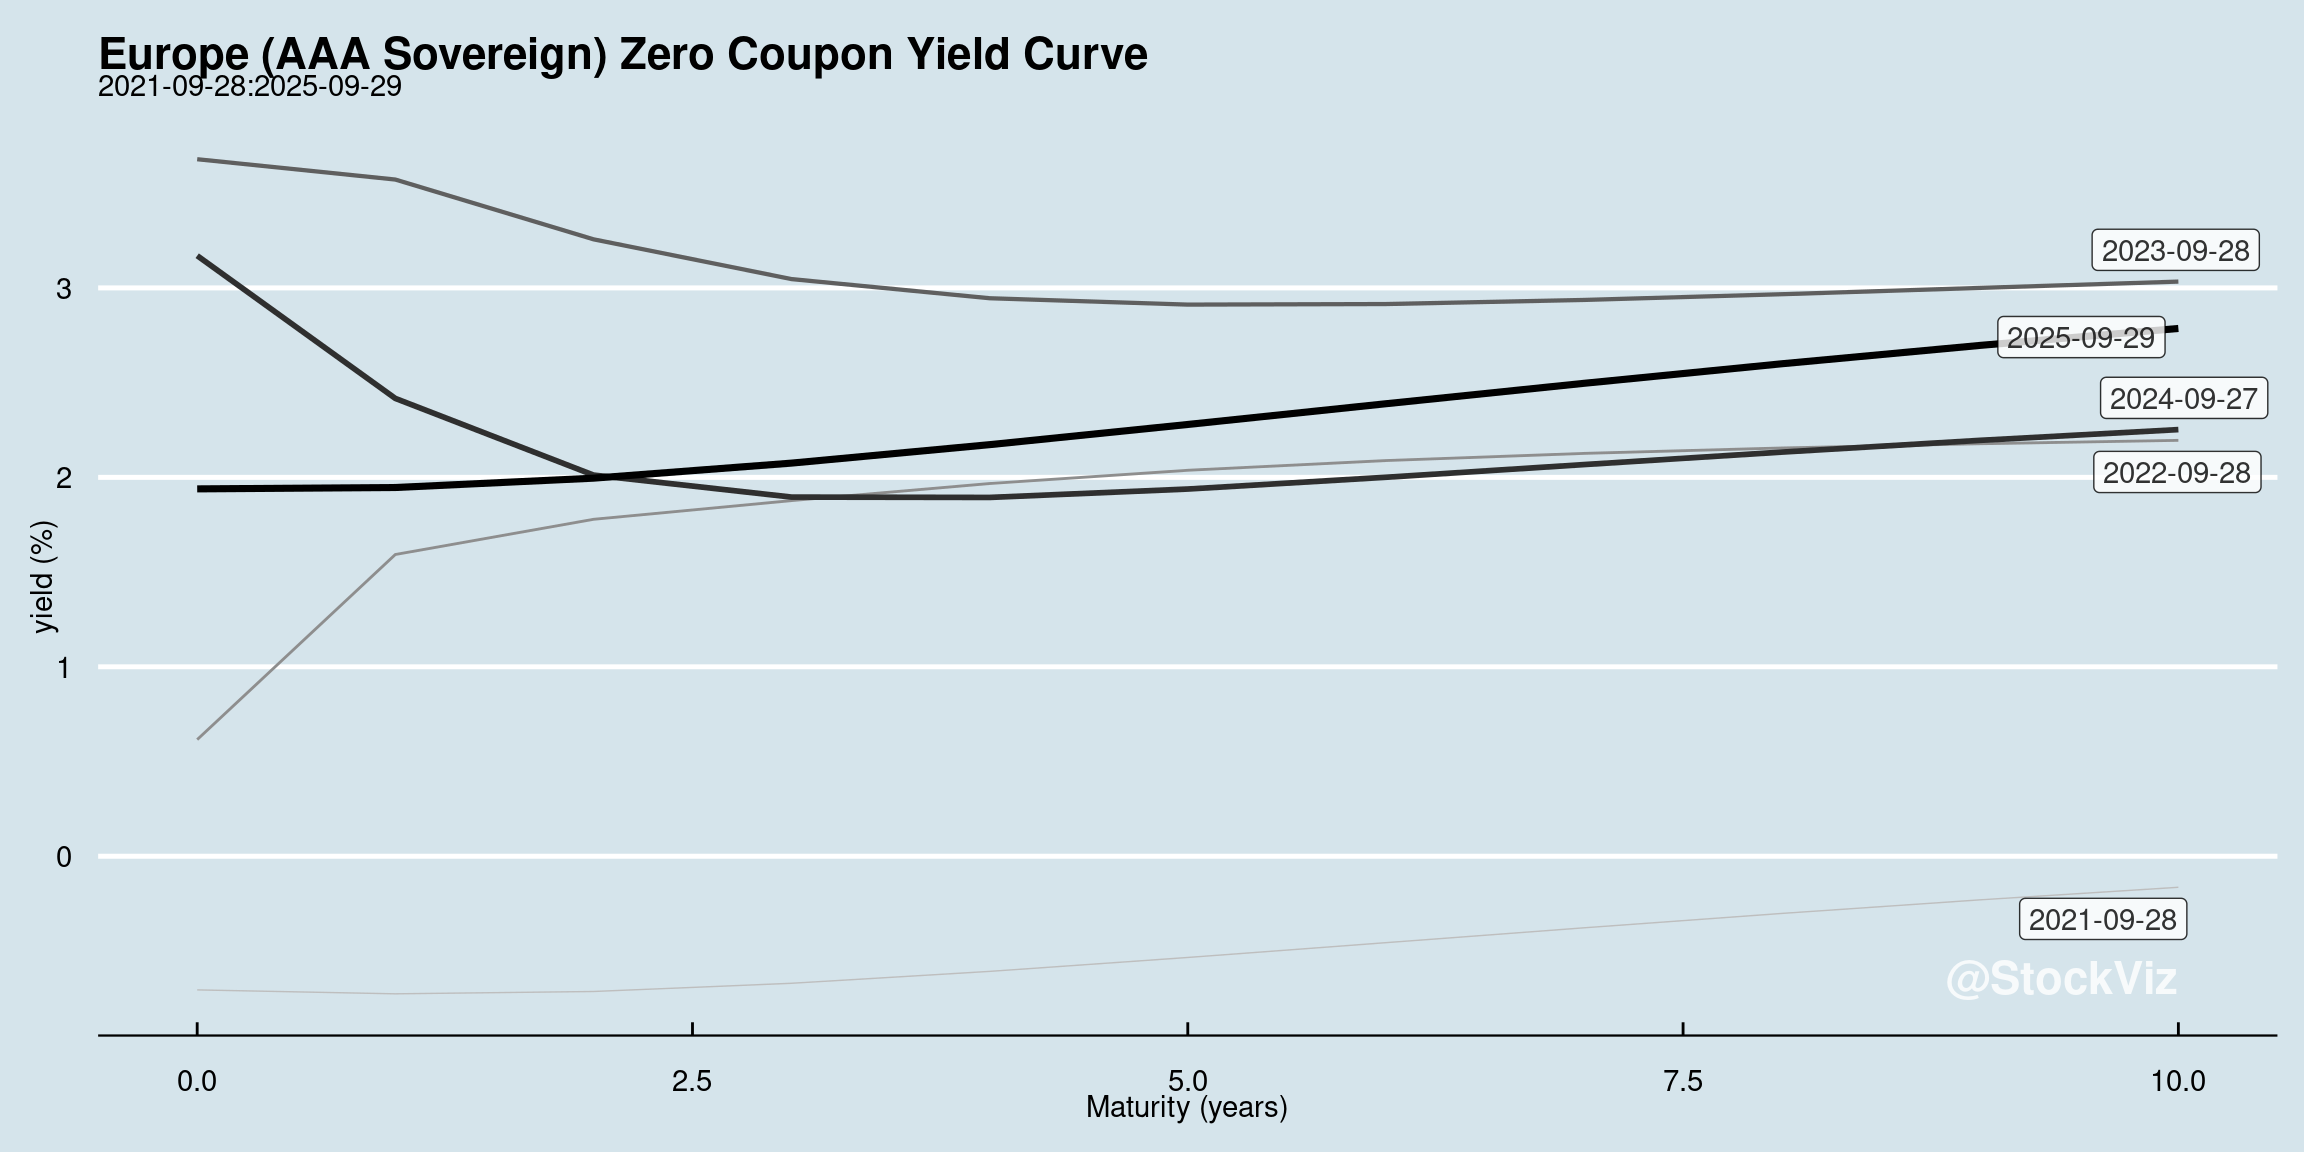 Europe (AAA Sovereign) Zero Coupon Yield Curve
2021-09-28:2025-09-29
yield (%)
3
2
1
0
2023-09-28
2025-09-29
2024-09-27
2022-09-28
2021-09-28
@StockViz
0.0 2.5 5.0 7.5 10.0
Maturity (years)